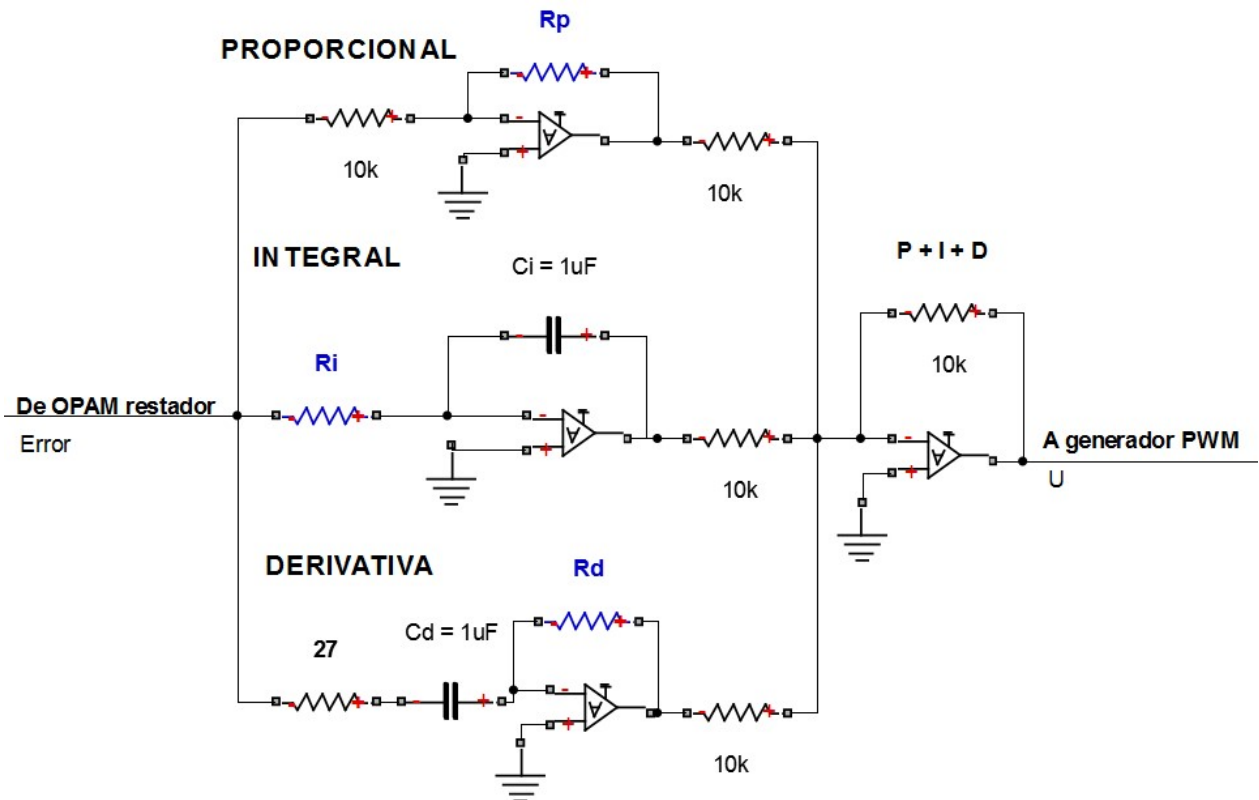 Rp
PROPORCIONAL
10k
10k
INTEGRAL
Ci = 1uF
P + I + D
10k
Ri
De OPAM restador
Error
10k
A generador PWM
U
DERIVATIVA
Rd
Cd = 1uF
27
10k